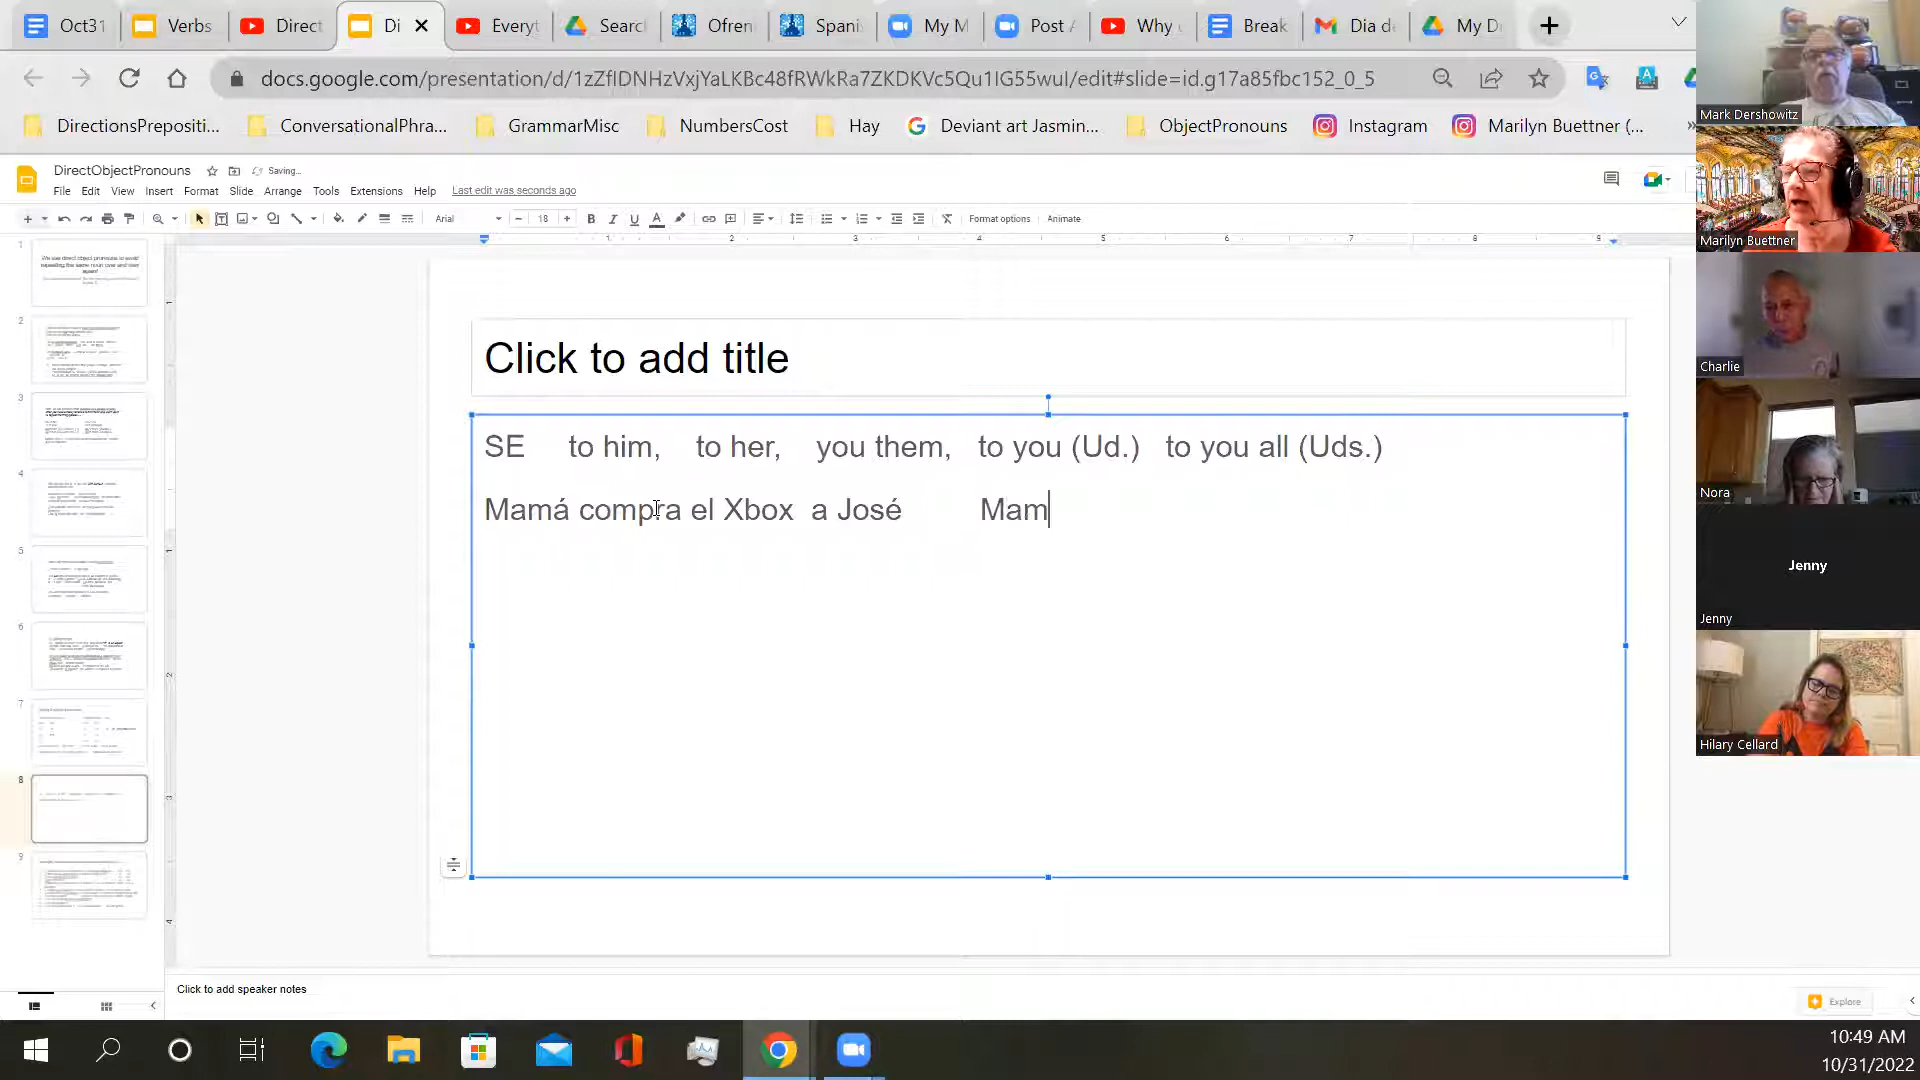 Oct31 Verbs Direct Di Everyt Search Ofren Spanis My M Post A Why Break Dia de My Dr
docs.google.com/presentation/d/1zZflDNHzVxjYaLKBc48fRWkRa7ZKDKVc5Qu1IG55wuI/edit#slide=id.g17a85fbc152_0_5
DirectionsPrepositi... ConversationalPhra... GrammarMisc NumbersCost Hay Deviant art Jasmin... ObjectPronouns Instagram Marilyn Buettner (...
DirectObjectPronouns Saving...
File Edit View Insert Format Slide Arrange Tools Extensions Help Last edit was seconds ago
Arial 18 Format options Animate
Click to add title
SE to him, to her, you them, to you (Ud.) to you all (Uds.)
Mamá compra el Xbox a José Mam
Click to add speaker notes
Explore
Mark Dershowitz
Marilyn Buettner
Charlie
Nora
Jenny
Jenny
Hilary Cellard
10:49 AM
10/31/2022